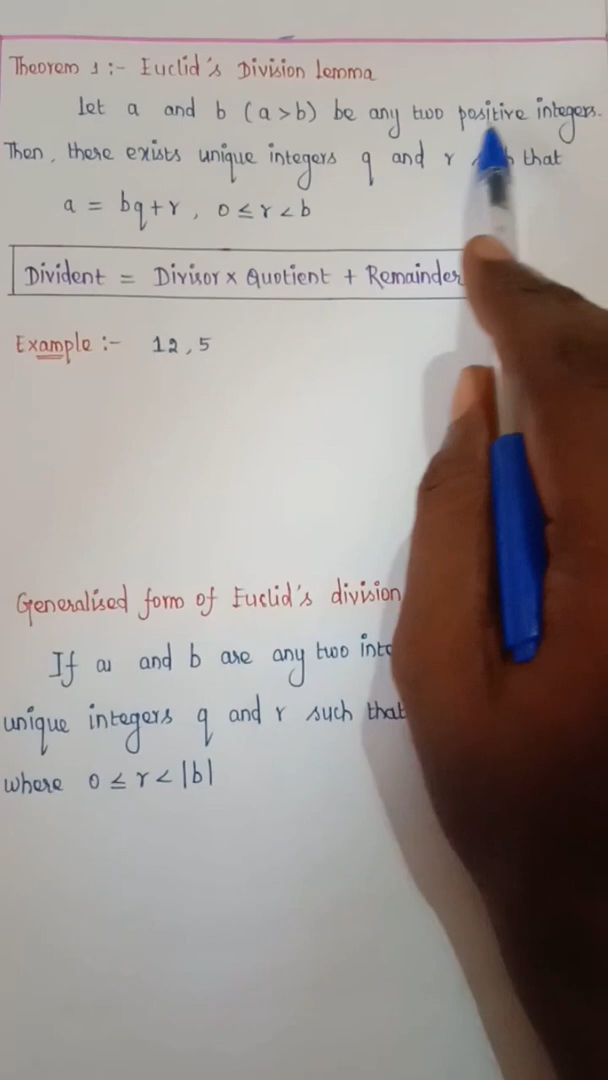 Theorem 1 :- Euclid's Division lemma
Let a and b (a > b) be any two positive integers.
Then, there exists unique integers q and r that
a = bq + r, 0 ≤ r < b
Divident = Divisor × Quotient + Remainder
Example :- 12, 5
Generalised form of Euclid's division
If a and b are any two
unique integers q and r such that
where 0 ≤ r < |b|